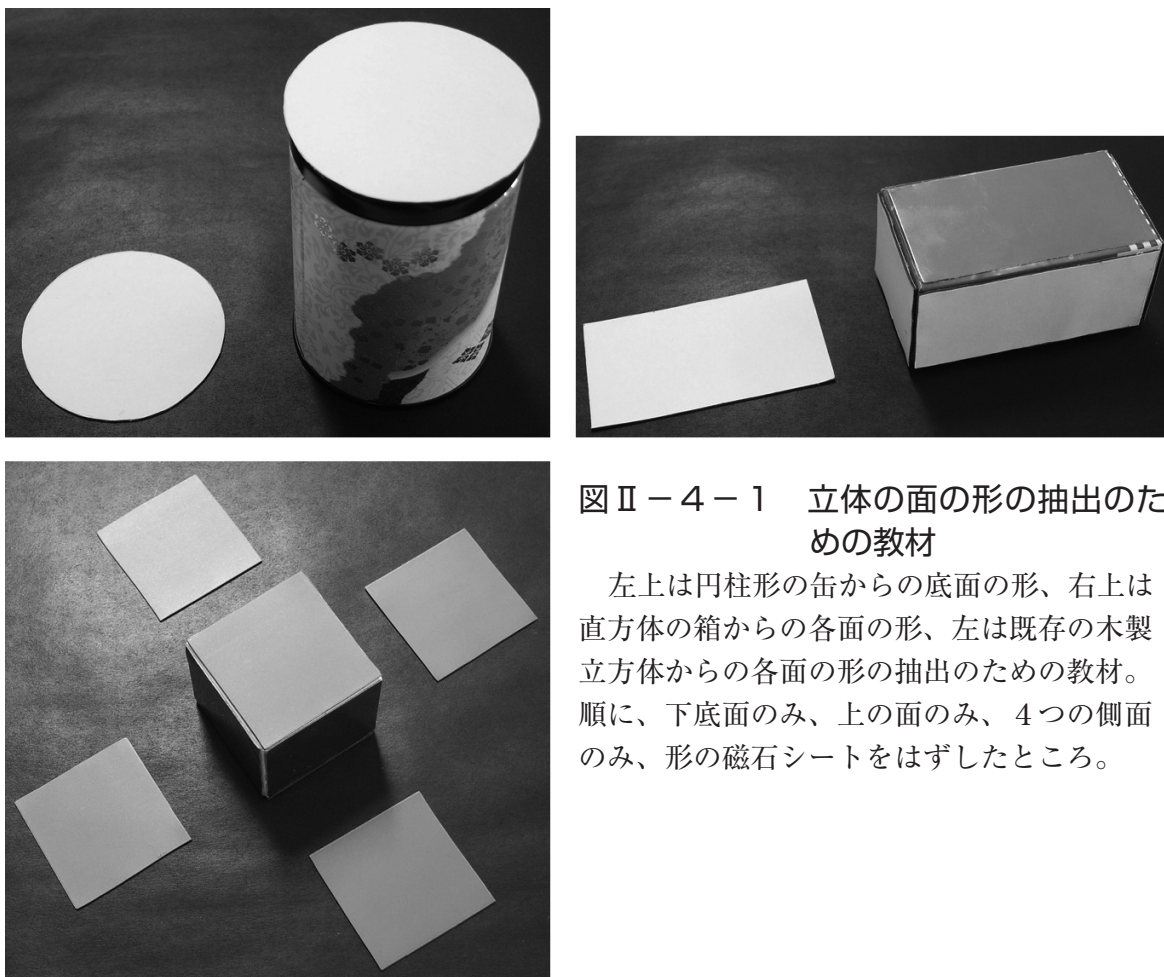 図Ⅱ－４－１　立体の面の形の抽出のた
めの教材
　左上は円柱形の缶からの底面の形、右上は
直方体の箱からの各面の形、左は既存の木製
立方体からの各面の形の抽出のための教材。
順に、下底面のみ、上の面のみ、４つの側面
のみ、形の磁石シートをはずしたところ。